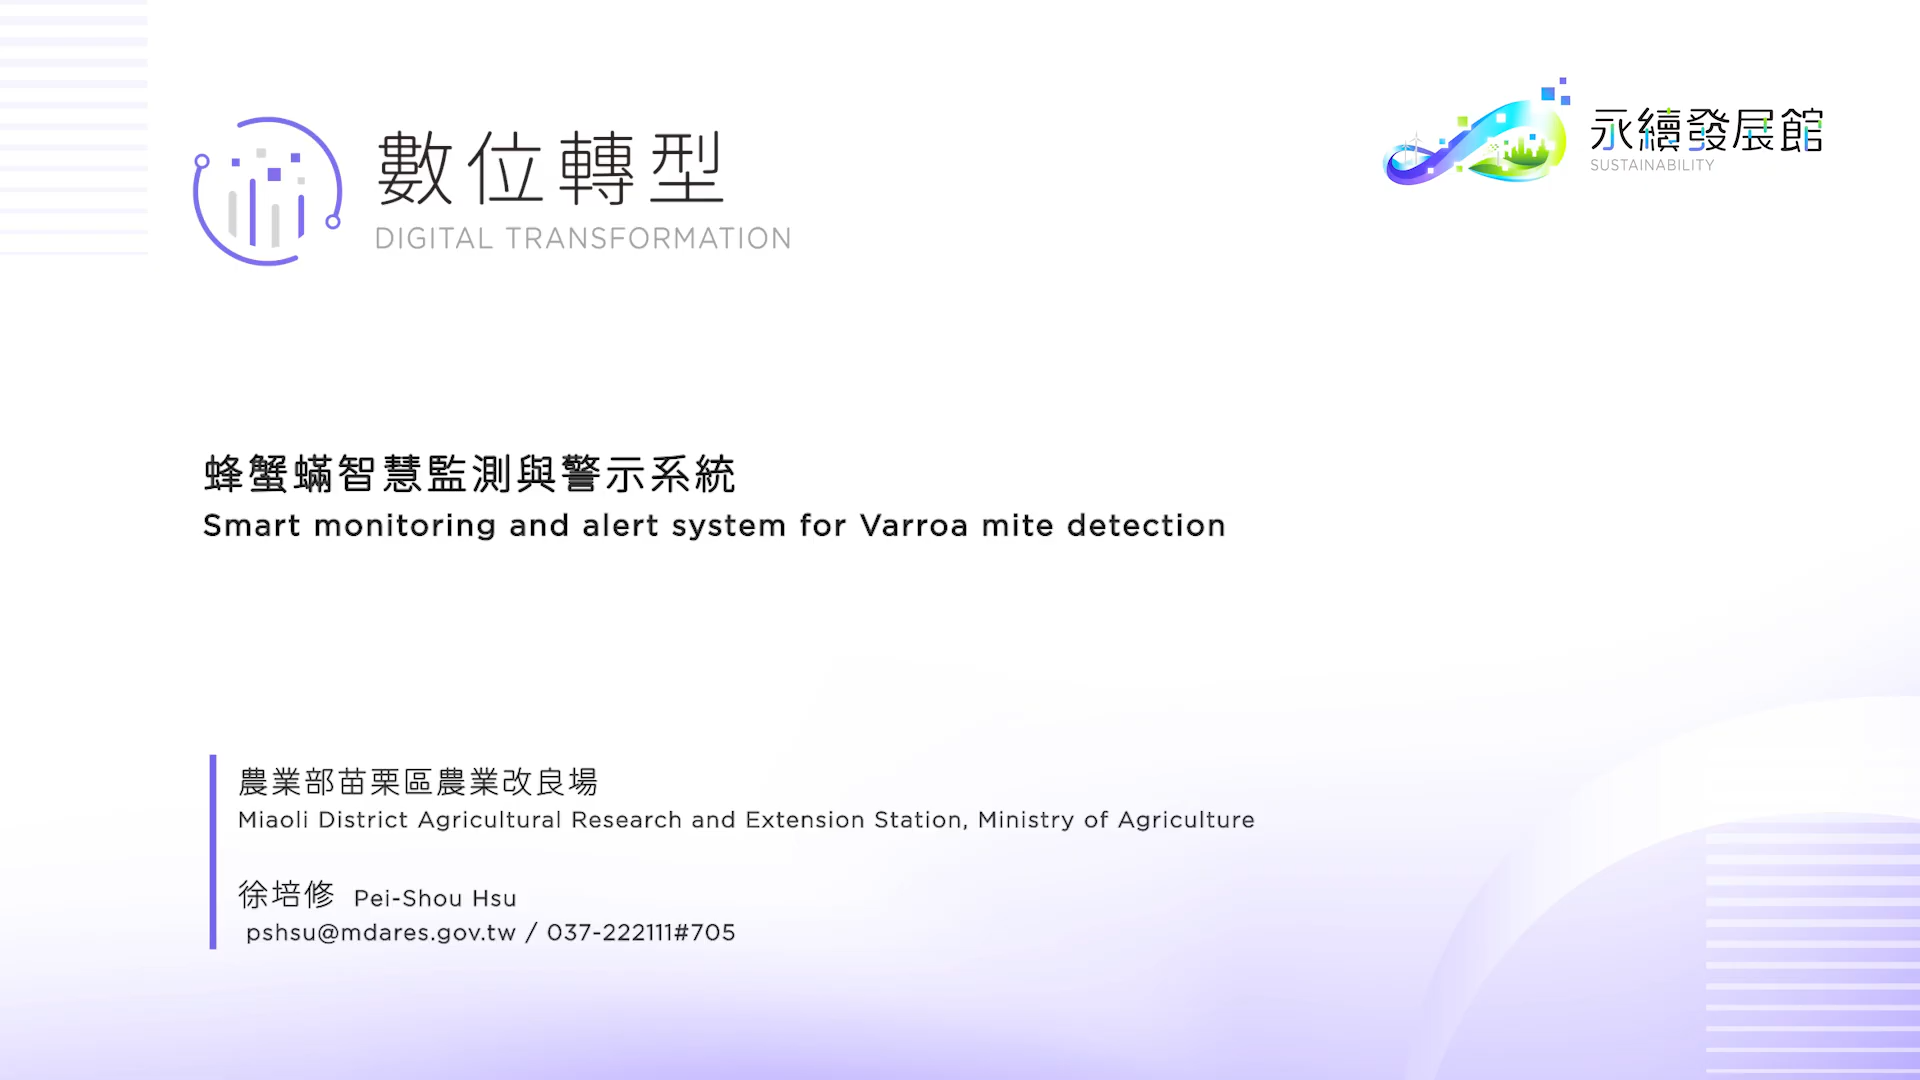 數位轉型
DIGITAL TRANSFORMATION
永續發展館
SUSTAINABILITY
蜂蟹蟎智慧監測與警示系統
Smart monitoring and alert system for Varroa mite detection
農業部苗栗區農業改良場
Miaoli District Agricultural Research and Extension Station, Ministry of Agriculture
徐培修 Pei-Shou Hsu
pshsu@mdares.gov.tw / 037-222111#705